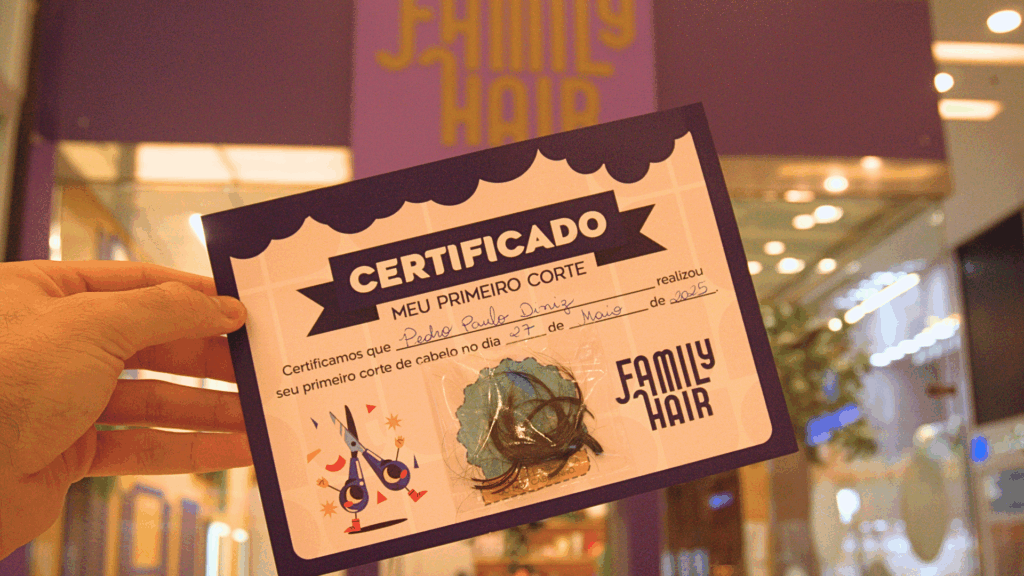 FAMILY
HAIR
CERTIFICADO
MEU PRIMEIRO CORTE
Certificamos que Pedro Paulo Diniz realizou
seu primeiro corte de cabelo no dia 27 de Maio de 2025.
FAMILY
HAIR